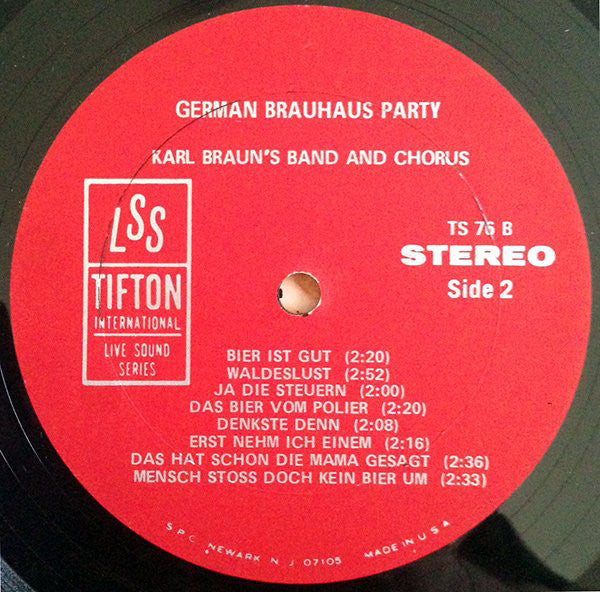 GERMAN BRAUHAUS PARTY
KARL BRAUN'S BAND AND CHORUS
LSS
TIFTON
INTERNATIONAL
LIVE SOUND
SERIES
TS 76 B
STEREO
Side 2
BIER IST GUT (2:20)
WALDESLUST (2:52)
JA DIE STEUERN (2:00)
DAS BIER VOM POLIER (2:20)
DENKSTE DENN (2:08)
ERST NEHM ICH EINEM (2:16)
DAS HAT SCHON DIE MAMA GESAGT (2:36)
MENSCH STOSS DOCH KEIN BIER UM (2:33)
S.P.C. NEWARK N J 07105 MADE IN U.S.A.